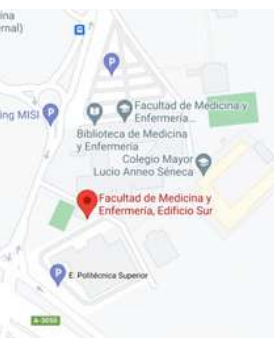 ina
rnal)
P
ing MISI P
Facultad de Medicina y
Enfermería...
Biblioteca de Medicina
y Enfermería
Colegio Mayor
Lucio Anneo Séneca
Facultad de Medicina y
Enfermería, Edificio Sur
P E. Politécnica Superior
A-3050